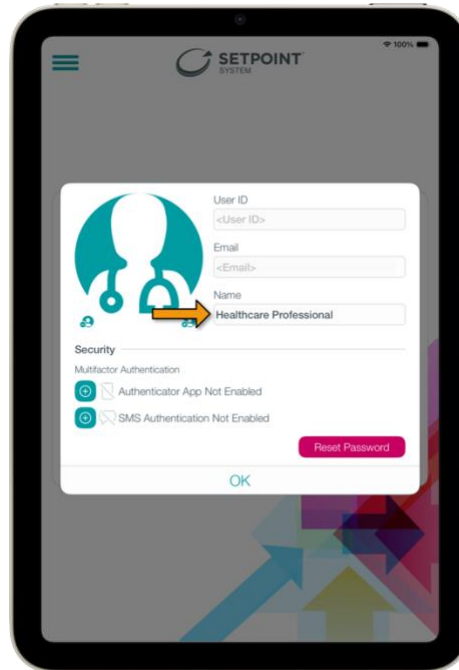 100%
SETPOINT
SYSTEM
User ID
<User ID>
Email
<Email>
Name
Healthcare Professional
Security
Multifactor Authentication
Authenticator App Not Enabled
SMS Authentication Not Enabled
Reset Password
OK